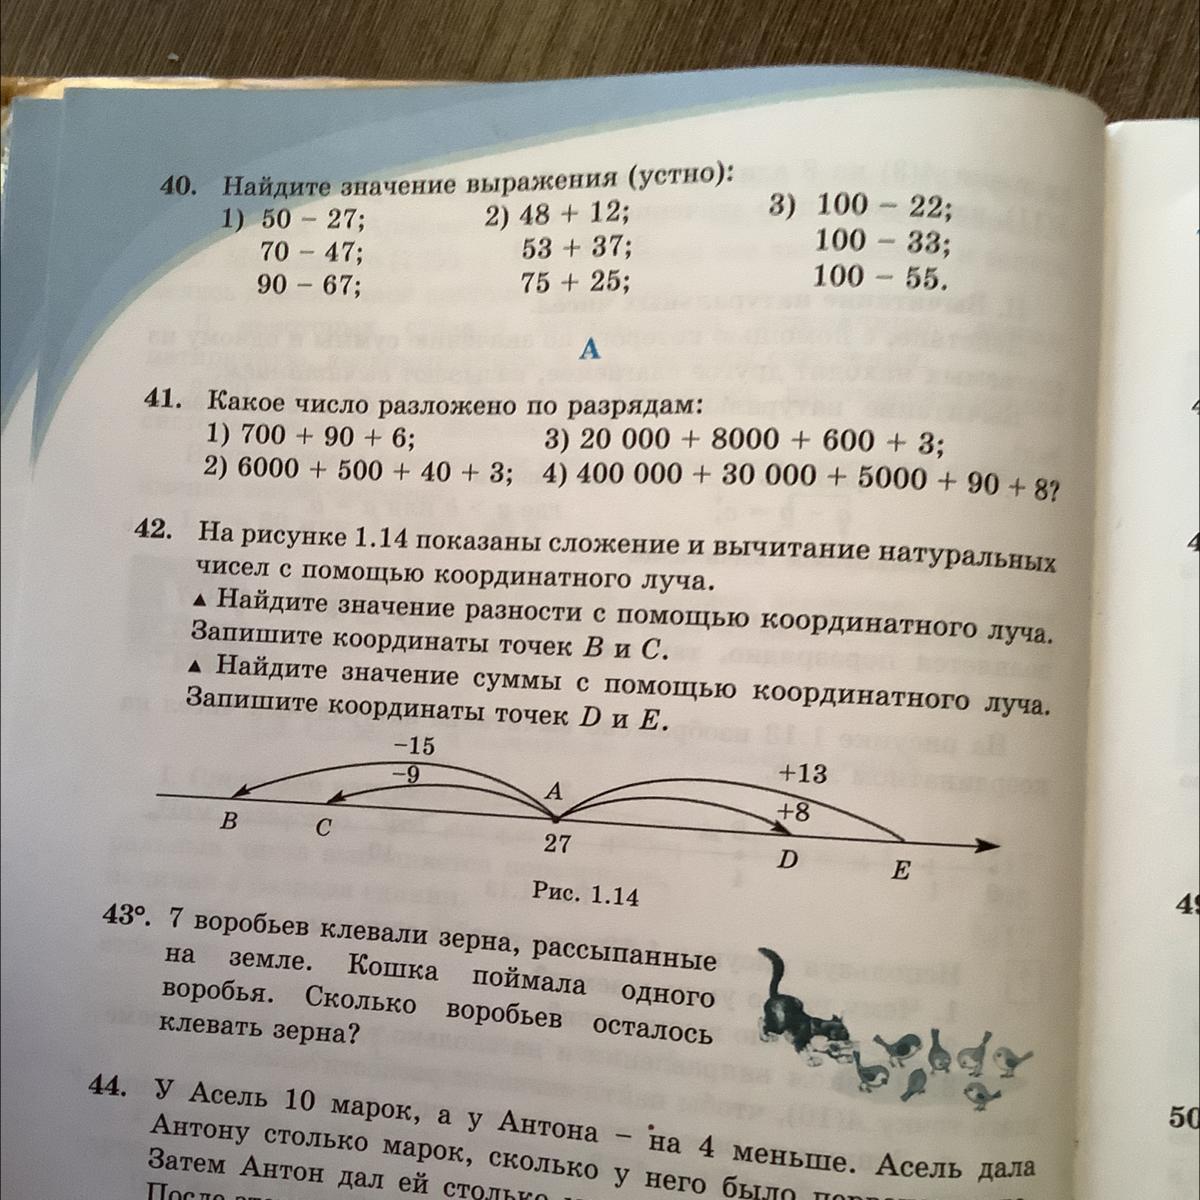 40. Найдите значение выражения (устно):
1) 50 – 27; 2) 48 + 12; 3) 100 – 22;
70 – 47; 53 + 37; 100 – 33;
90 – 67; 75 + 25; 100 – 55.
А
41. Какое число разложено по разрядам:
1) 700 + 90 + 6; 3) 20 000 + 8000 + 600 + 3;
2) 6000 + 500 + 40 + 3; 4) 400 000 + 30 000 + 5000 + 90 + 8?
42. На рисунке 1.14 показаны сложение и вычитание натуральных
чисел с помощью координатного луча.
▲ Найдите значение разности с помощью координатного луча.
Запишите координаты точек B и C.
▲ Найдите значение суммы с помощью координатного луча.
Запишите координаты точек D и E.
–15
–9
+13
+8
A
B C 27 D E
Рис. 1.14
43°. 7 воробьев клевали зерна, рассыпанные
на земле. Кошка поймала одного
воробья. Сколько воробьев осталось
клевать зерна?
44. У Асель 10 марок, а у Антона – на 4 меньше. Асель дала
Антону столько марок, сколько у него было
Затем Антон дал ей столько
После
49
50